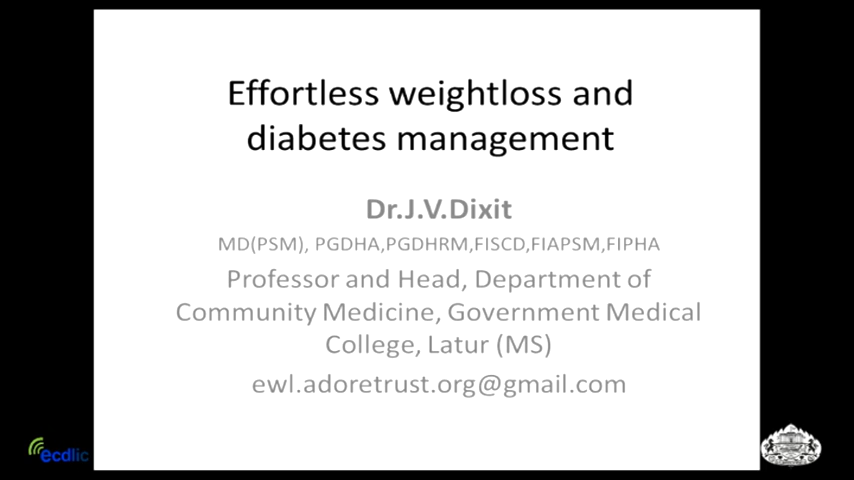 Effortless weightloss and
diabetes management
Dr.J.V.Dixit
MD(PSM), PGDHA,PGDHRM,FISCD,FIAPSM,FIPHA
Professor and Head, Department of
Community Medicine, Government Medical
College, Latur (MS)
ewl.adoretrust.org@gmail.com
ecdlic